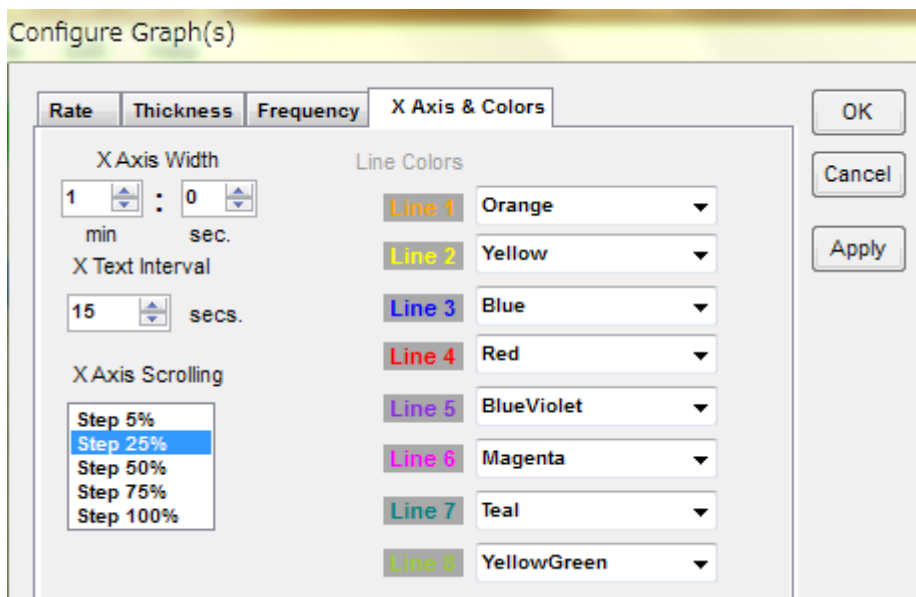 Configure Graph(s)
Rate
Thickness
Frequency
X Axis & Colors
OK
Cancel
Apply
X Axis Width
1 : 0
min sec.
X Text Interval
15 secs.
X Axis Scrolling
Step 5%
Step 25%
Step 50%
Step 75%
Step 100%
Line Colors
Line 1 Orange
Line 2 Yellow
Line 3 Blue
Line 4 Red
Line 5 BlueViolet
Line 6 Magenta
Line 7 Teal
Line 8 YellowGreen